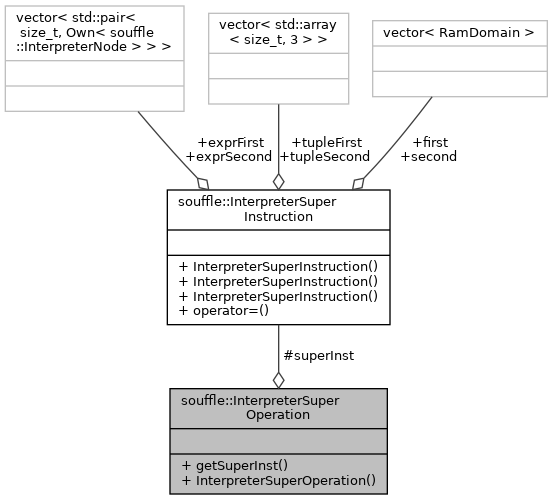 vector< std::pair<
size_t, Own< souffle
::InterpreterNode > > >
vector< std::array
< size_t, 3 > >
vector< RamDomain >
+exprFirst
+exprSecond
+tupleFirst
+tupleSecond
+first
+second
souffle::InterpreterSuper
Instruction
+ InterpreterSuperInstruction()
+ InterpreterSuperInstruction()
+ InterpreterSuperInstruction()
+ operator=()
#superInst
souffle::InterpreterSuper
Operation
+ getSuperInst()
+ InterpreterSuperOperation()